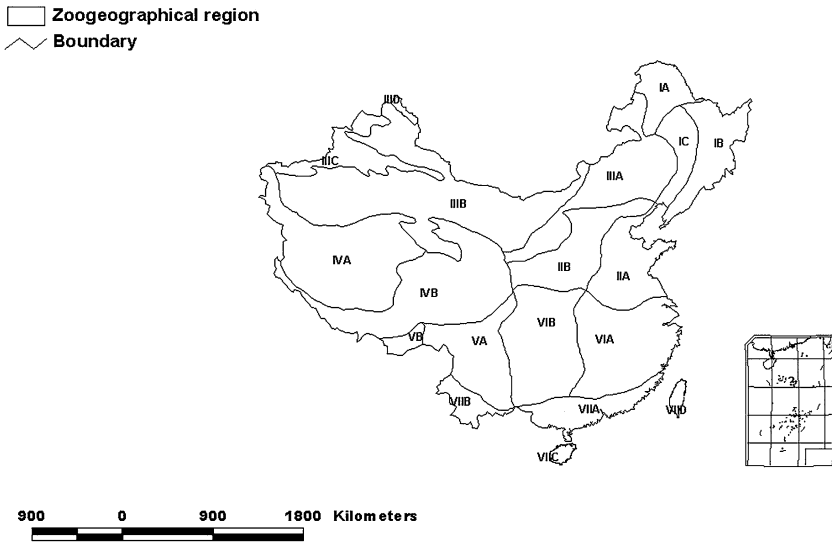 Zoogeographical region
Boundary
IA
IIID
IC
IB
IIIC
IIIA
IIIB
IVA
IIB
IIA
IVB
VIB
VB
VA
VIA
VIIB
VIIA
VIID
VIIC
900 0 900 1800 Kilometers